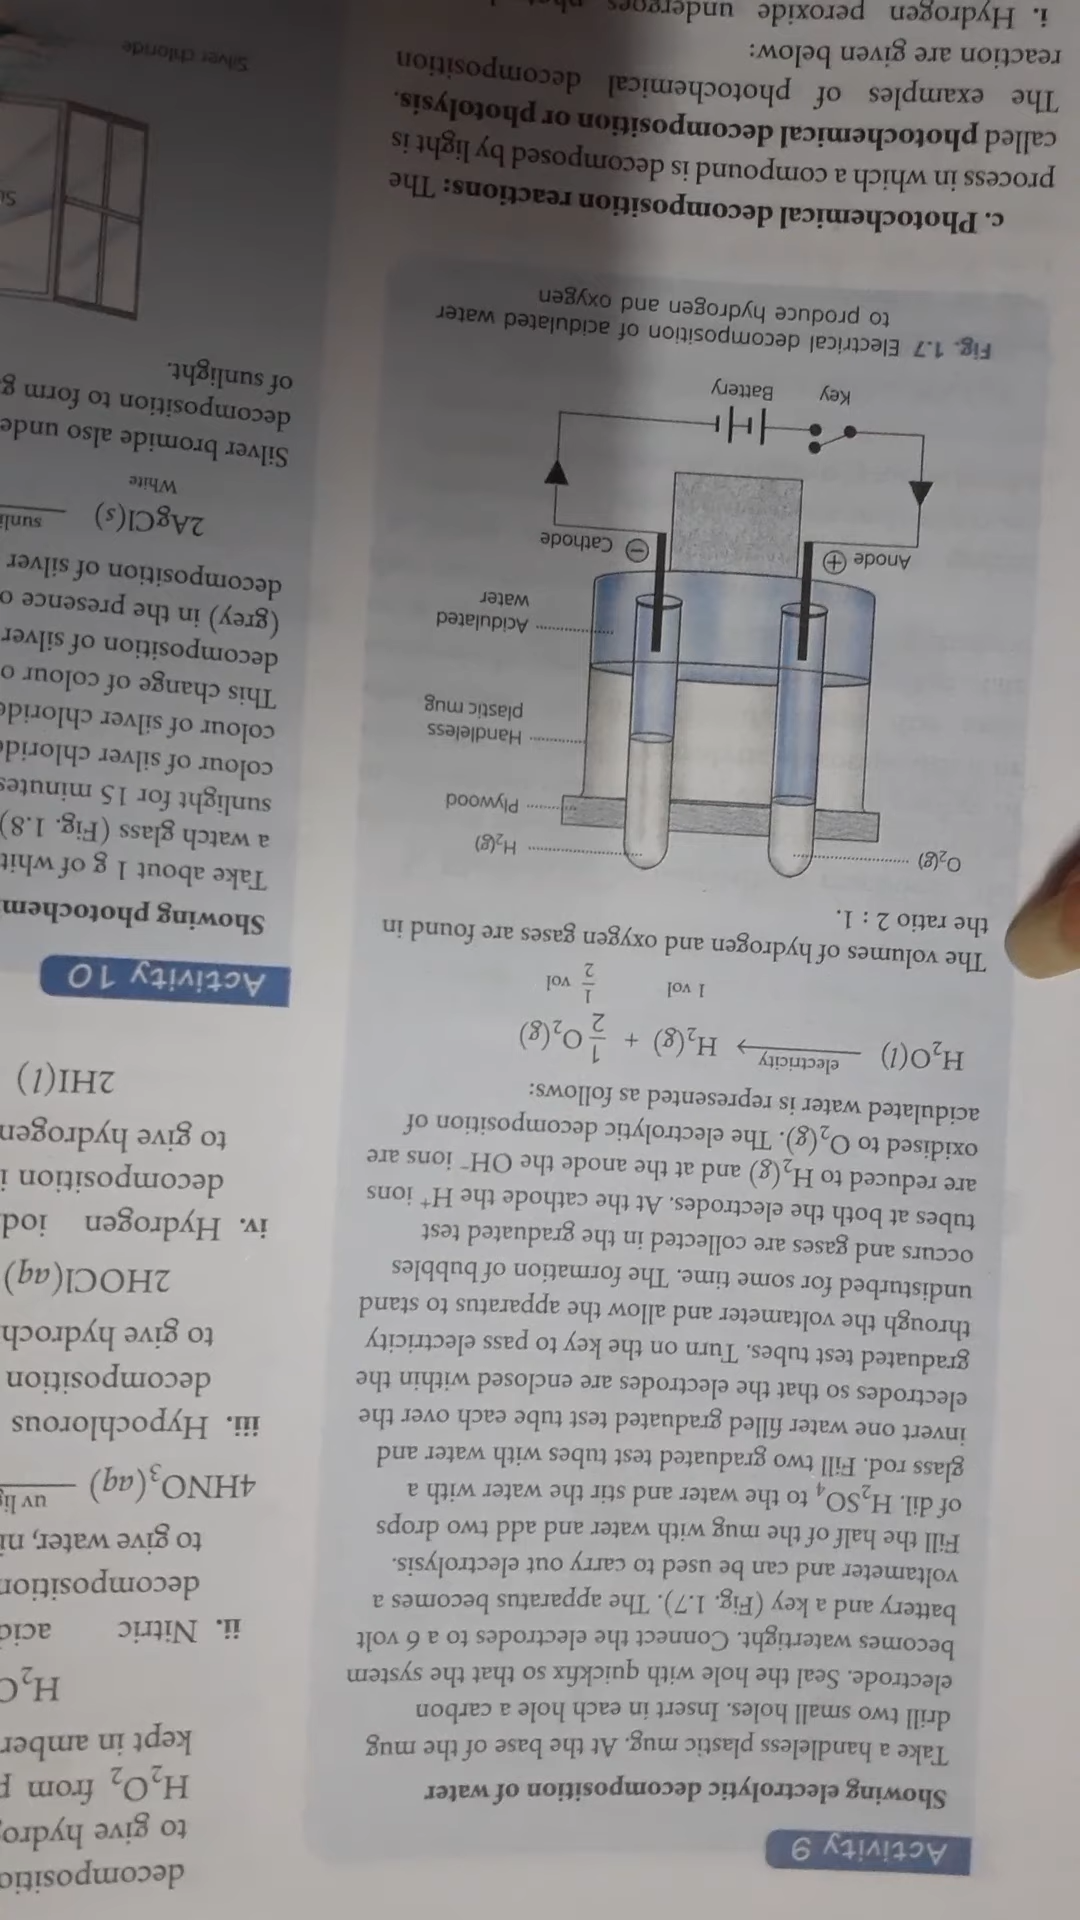 Activity 9
Showing electrolytic decomposition of water
Take a handleless plastic mug. At the base of the mug
drill two small holes. Insert in each hole a carbon
electrode. Seal the hole with quickfix so that the system
becomes watertight. Connect the electrodes to a 6 volt
battery and a key (Fig. 1.7). The apparatus becomes a
voltameter and can be used to carry out electrolysis.
Fill the half of the mug with water and add two drops
of dil. H₂SO₄ to the water and stir the water with a
glass rod. Fill two graduated test tubes with water and
invert one water filled graduated test tube each over the
electrodes so that the electrodes are enclosed within the
graduated test tubes. Turn on the key to pass electricity
through the voltameter and allow the apparatus to stand
undisturbed for some time. The formation of bubbles
occurs and gases are collected in the graduated test
tubes at both the electrodes. At the cathode the H⁺ ions
are reduced to H₂(g) and at the anode the OH⁻ ions are
oxidised to O₂(g). The electrolytic decomposition of
acidulated water is represented as follows:
H₂O(l) electricity→ H₂(g) + 1/2 O₂(g)
1 vol 1/2 vol
The volumes of hydrogen and oxygen gases are found in
the ratio 2 : 1.
O₂(g)
H₂(g)
Plywood
Handleless
plastic mug
Acidulated
water
Anode +
− Cathode
Key
Battery
Fig. 1.7 Electrical decomposition of acidulated water
to produce hydrogen and oxygen
c. Photochemical decomposition reactions: The
process in which a compound is decomposed by light is
called photochemical decomposition or photolysis.
The examples of photochemical decomposition
reaction are given below:
i. Hydrogen peroxide undergoes
to give
H₂O₂ from
kept in amber
ii. Nitric
to give water,
4HNO₃(aq)
iii. Hypochlorous
decomposition
to give
2HOCl(aq)
iv. Hydrogen
decomposition
to give hydrogen
2HI(l)
Activity 10
Showing
Take about 1 g of
a watch glass (Fig. 1.8)
sunlight for 15 minutes
colour of silver
colour of silver
This change of colour
decomposition of silver
(grey) in the presence
decomposition of silver
2AgCl(s)
White
Silver bromide also
decomposition to form
of sunlight.
Silver chloride